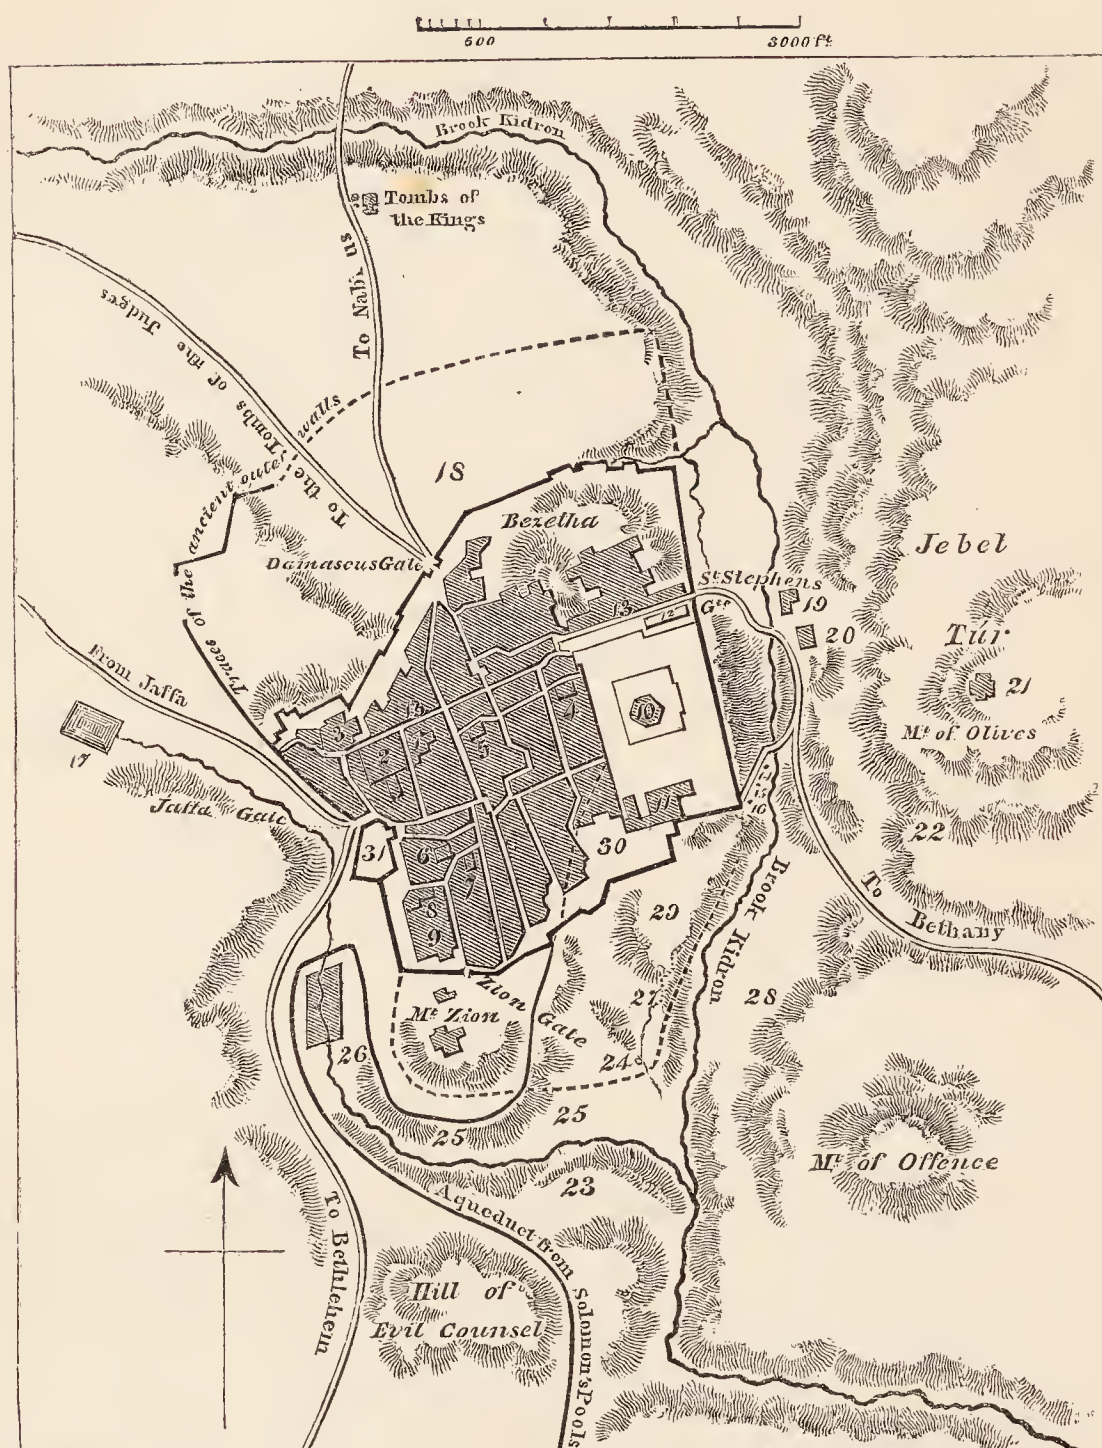 500 3000 ft.
Brook Kidron
Tombs of
the Kings
To Nablus
To the Tombs of the Judges
Traces of the ancient outer walls
18
Bezetha
Damascus Gate
Jebel
Túr
St. Stephens
Gte
19
20
21
Mt. of Olives
From Jaffa
17
Jaffa Gate
13
12
3
13
2
1
5
4
10
11
16
22
31
6
7
8
9
30
29
To Bethany
Brook Kidron
Zion Gate
Mt. Zion
27
28
26
24
25
25
23
Mt. of Offence
Aqueduct from Solomon's Pools
To Bethlehem
Hill of
Evil Counsel